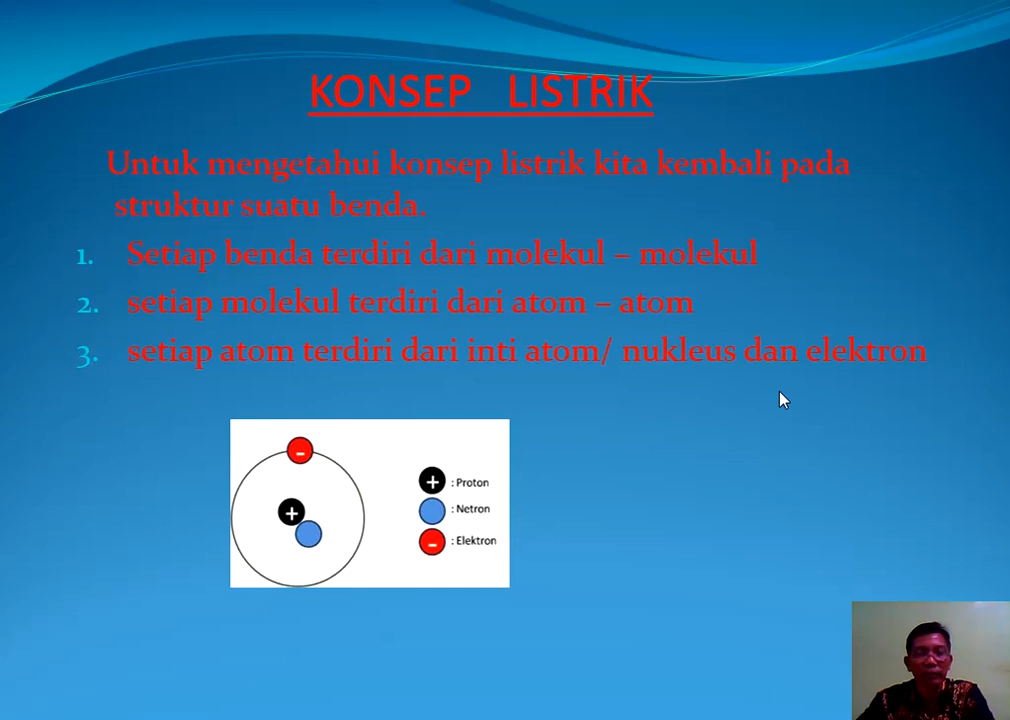 KONSEP LISTRIK
Untuk mengetahui konsep listrik kita kembali pada
struktur suatu benda.
1. Setiap benda terdiri dari molekul – molekul
2. setiap molekul terdiri dari atom – atom
3. setiap atom terdiri dari inti atom/ nukleus dan elektron
-
+
+ : Proton
: Netron
- : Elektron